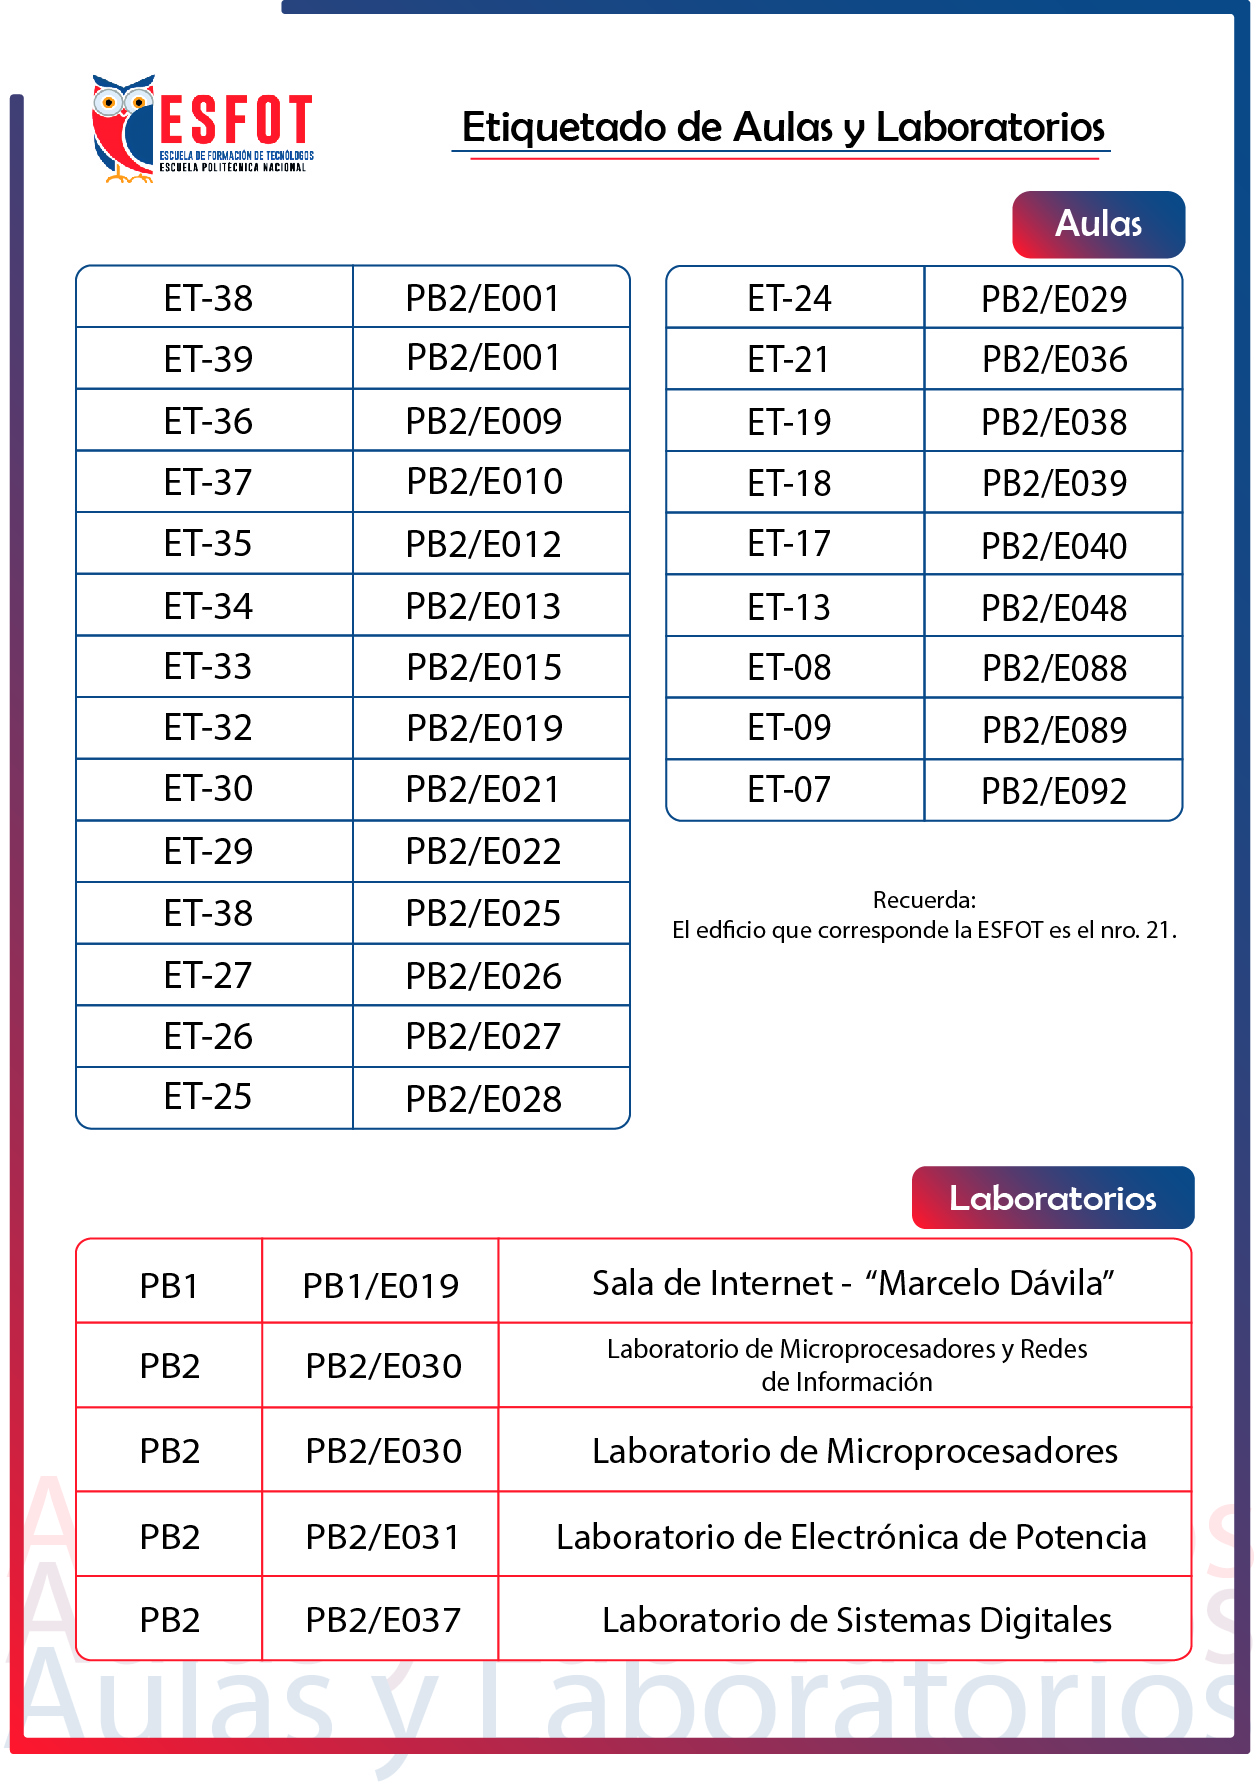 ESFOT
ESCUELA DE FORMACIÓN DE TECNÓLOGOS
ESCUELA POLITÉCNICA NACIONAL
Etiquetado de Aulas y Laboratorios
Aulas
ET-38 PB2/E001
ET-39 PB2/E001
ET-36 PB2/E009
ET-37 PB2/E010
ET-35 PB2/E012
ET-34 PB2/E013
ET-33 PB2/E015
ET-32 PB2/E019
ET-30 PB2/E021
ET-29 PB2/E022
ET-38 PB2/E025
ET-27 PB2/E026
ET-26 PB2/E027
ET-25 PB2/E028
ET-24 PB2/E029
ET-21 PB2/E036
ET-19 PB2/E038
ET-18 PB2/E039
ET-17 PB2/E040
ET-13 PB2/E048
ET-08 PB2/E088
ET-09 PB2/E089
ET-07 PB2/E092
Recuerda:
El edficio que corresponde la ESFOT es el nro. 21.
Laboratorios
PB1 PB1/E019 Sala de Internet - “Marcelo Dávila”
PB2 PB2/E030 Laboratorio de Microprocesadores y Redes
de Información
PB2 PB2/E030 Laboratorio de Microprocesadores
PB2 PB2/E031 Laboratorio de Electrónica de Potencia
PB2 PB2/E037 Laboratorio de Sistemas Digitales
Aulas y Laboratorios